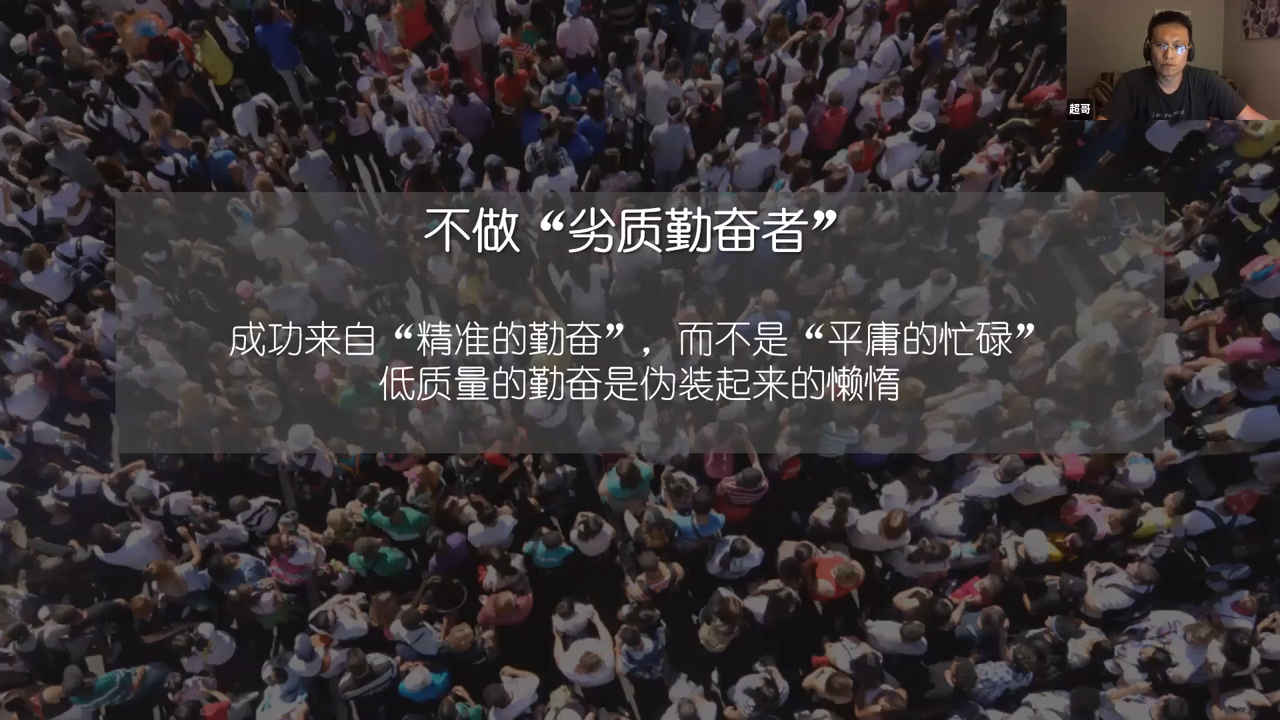 超哥
不做“劣质勤奋者”
成功来自“精准的勤奋”，而不是“平庸的忙碌”
低质量的勤奋是伪装起来的懒惰